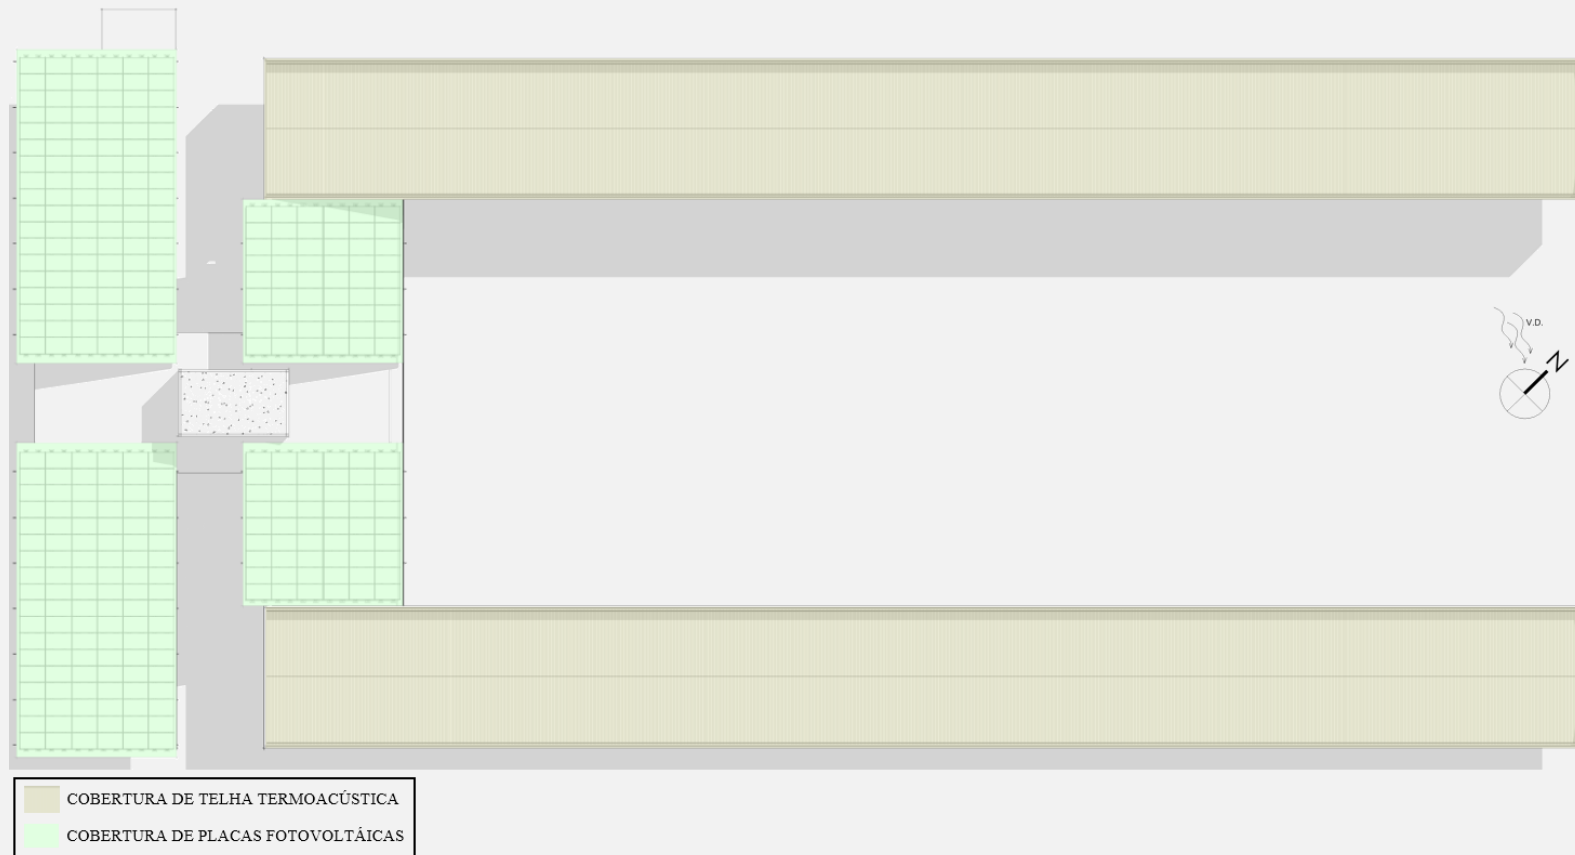 V.D.
N
COBERTURA DE TELHA TERMOACÚSTICA
COBERTURA DE PLACAS FOTOVOLTÁICAS